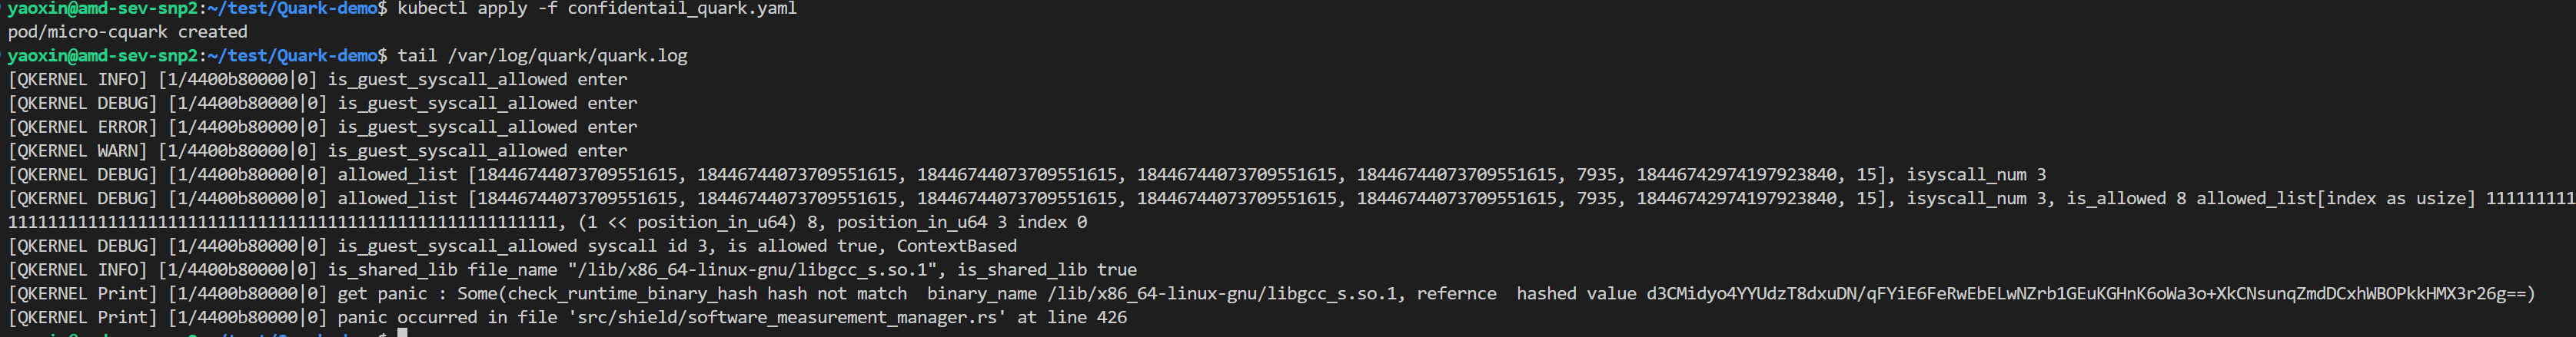 yaoxin@amd-sev-snp2:~/test/Quark-demo$ kubectl apply -f confidentail_quark.yaml
pod/micro-cquark created
yaoxin@amd-sev-snp2:~/test/Quark-demo$ tail /var/log/quark/quark.log
[QKERNEL INFO] [1/4400b80000|0] is_guest_syscall_allowed enter
[QKERNEL DEBUG] [1/4400b80000|0] is_guest_syscall_allowed enter
[QKERNEL ERROR] [1/4400b80000|0] is_guest_syscall_allowed enter
[QKERNEL WARN] [1/4400b80000|0] is_guest_syscall_allowed enter
[QKERNEL DEBUG] [1/4400b80000|0] allowed_list [18446744073709551615, 18446744073709551615, 18446744073709551615, 18446744073709551615, 18446744073709551615, 7935, 18446742974197923840, 15], isyscall_num 3
[QKERNEL DEBUG] [1/4400b80000|0] allowed_list [18446744073709551615, 18446744073709551615, 18446744073709551615, 18446744073709551615, 18446744073709551615, 7935, 18446742974197923840, 15], isyscall_num 3, is_allowed 8 allowed_list[index as usize] 111111111
1111111111111111111111111111111111111111111111111111111, (1 << position_in_u64) 8, position_in_u64 3 index 0
[QKERNEL DEBUG] [1/4400b80000|0] is_guest_syscall_allowed syscall id 3, is allowed true, ContextBased
[QKERNEL INFO] [1/4400b80000|0] is_shared_lib file_name "/lib/x86_64-linux-gnu/libgcc_s.so.1", is_shared_lib true
[QKERNEL Print] [1/4400b80000|0] get panic : Some(check_runtime_binary_hash hash not match  binary_name /lib/x86_64-linux-gnu/libgcc_s.so.1, refernce  hashed value d3CMidyo4YYUdzT8dxuDN/qFYiE6FeRwEbELwNZrb1GEuKGHnK6oWa3o+XkCNsunqZmdDCxhWBOPkkHMX3r26g==)
[QKERNEL Print] [1/4400b80000|0] panic occurred in file 'src/shield/software_measurement_manager.rs' at line 426